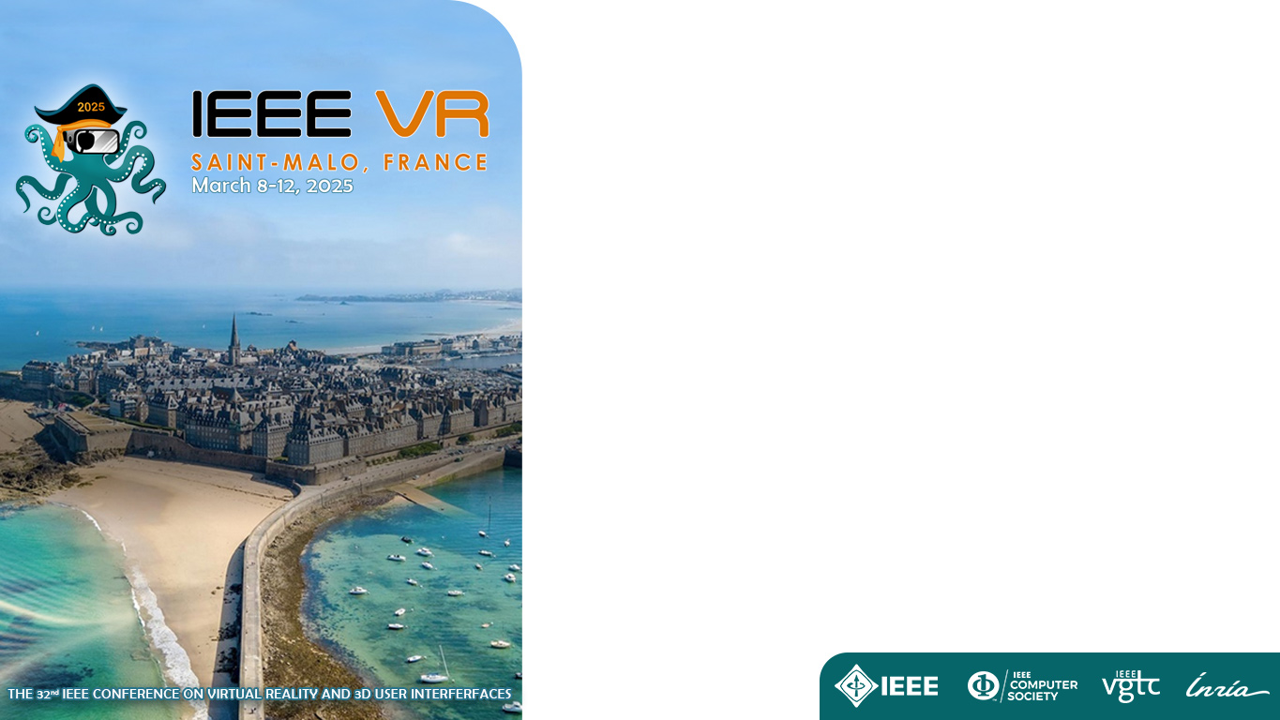 2025
IEEE VR
SAINT-MALO, FRANCE
March 8-12, 2025
THE 32nd IEEE CONFERENCE ON VIRTUAL REALITY AND 3D USER INTERFERFACES
IEEE
IEEE
COMPUTER
SOCIETY
IEEE
vgtc
Inria